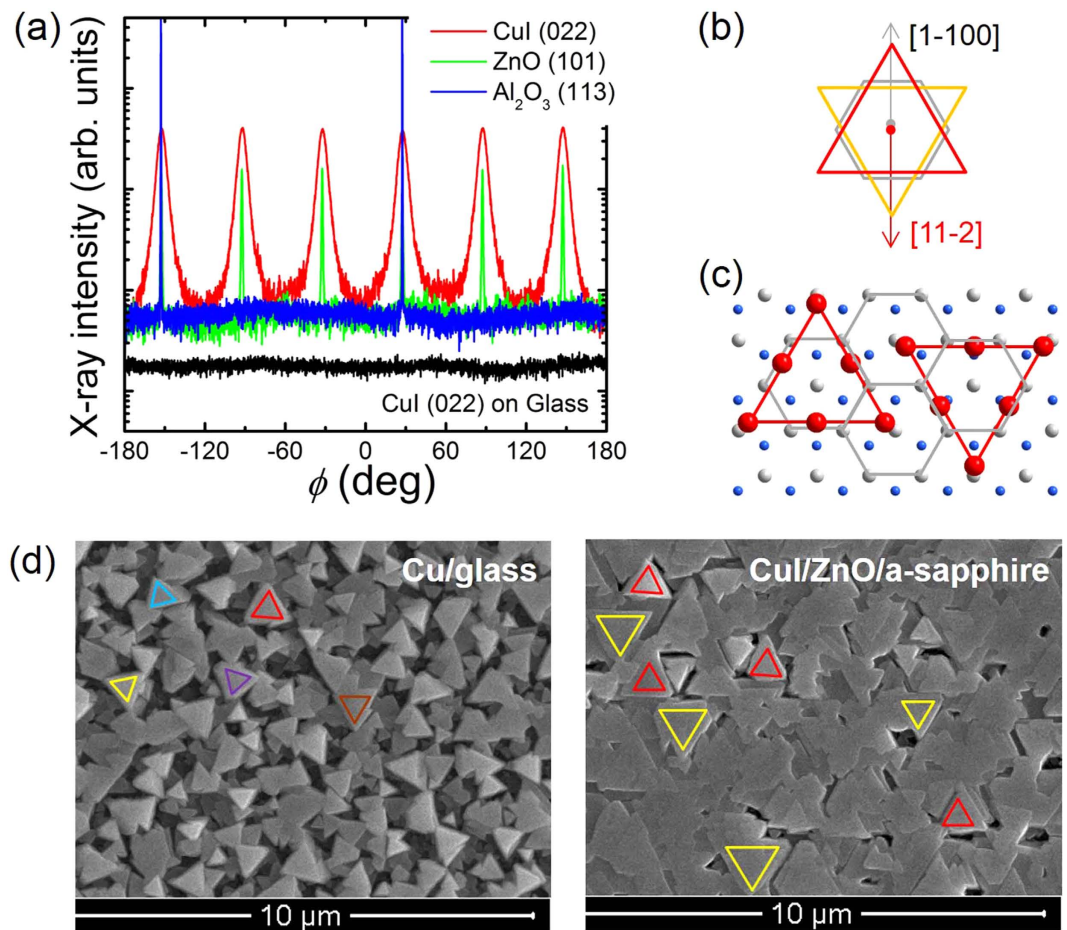 (a)
CuI (022)
ZnO (101)
Al₂O₃ (113)
X-ray intensity (arb. units)
CuI (022) on Glass
-180 -120 -60 0 60 120 180
ϕ (deg)
(b)
[1-100]
[11-2]
(c)
(d)
Cu/glass
10 µm
CuI/ZnO/a-sapphire
10 µm